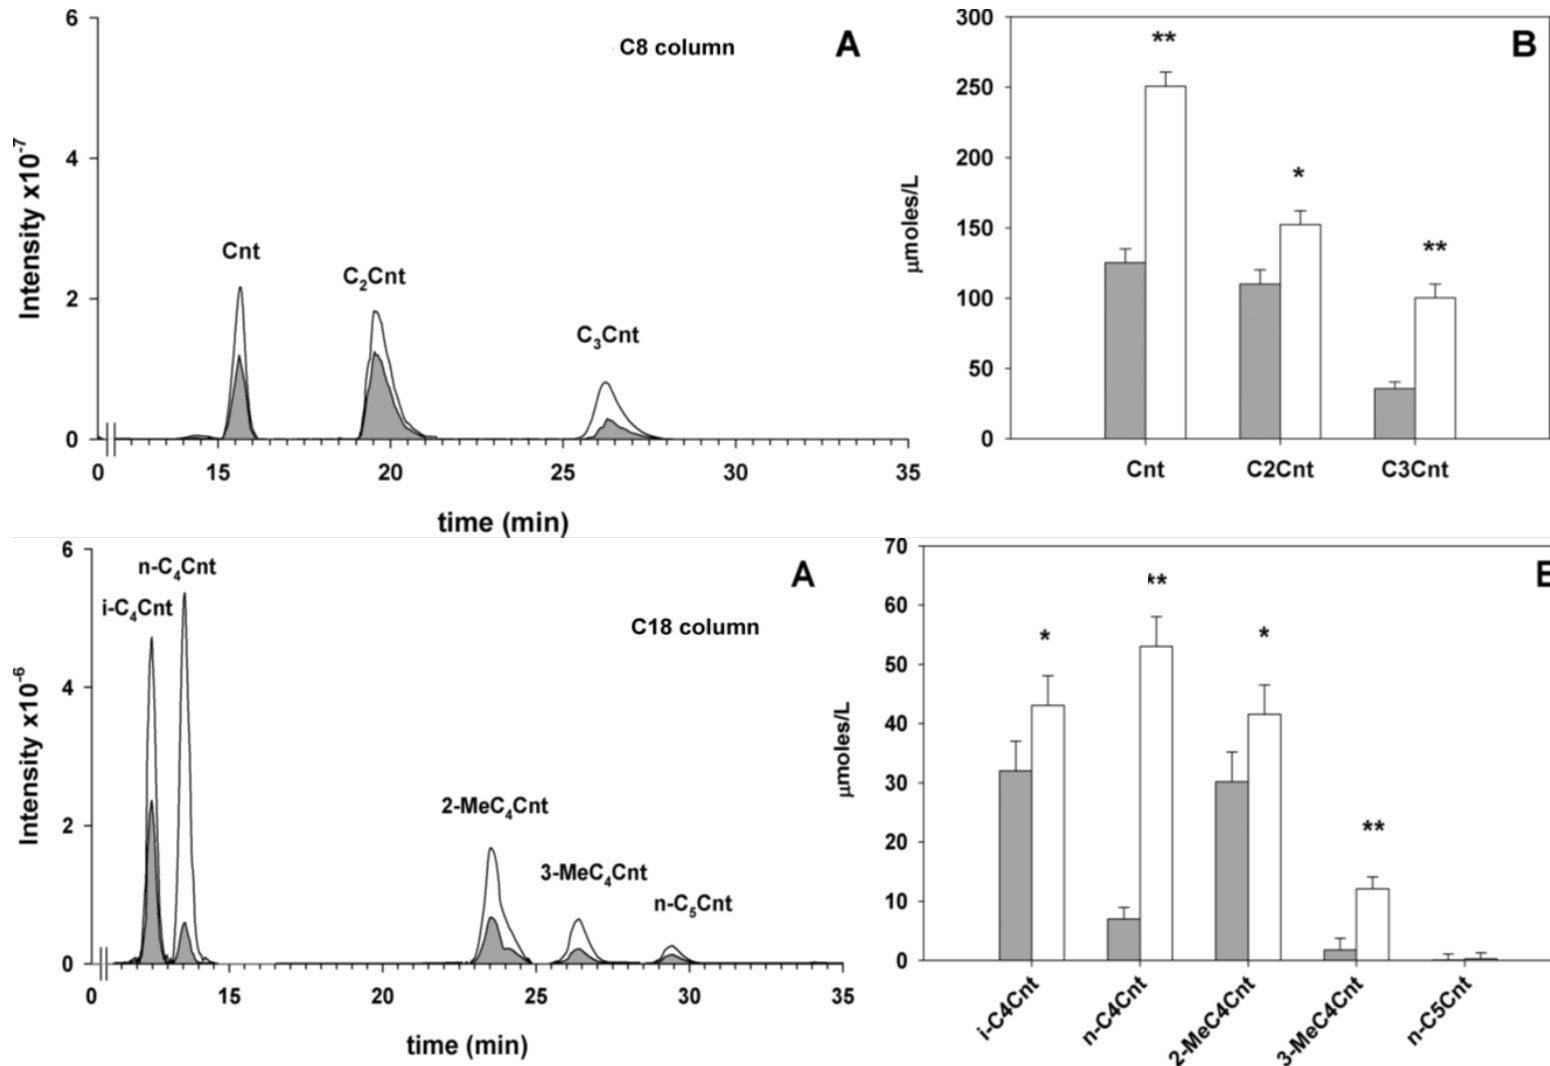 6
4
2
0
Intensity x10-7
C8 column
A
Cnt
C2Cnt
C3Cnt
0 15 20 25 30 35
time (min)
300
250
200
150
100
50
0
μmoles/L
B
**
*
**
Cnt C2Cnt C3Cnt
6
4
2
0
Intensity x10-6
n-C4Cnt
i-C4Cnt
C18 column
A
2-MeC4Cnt
3-MeC4Cnt
n-C5Cnt
0 15 20 25 30 35
time (min)
70
60
50
40
30
20
10
0
μmoles/L
*
**
*
**
i-C4Cnt
n-C4Cnt
2-MeC4Cnt
3-MeC4Cnt
n-C5Cnt